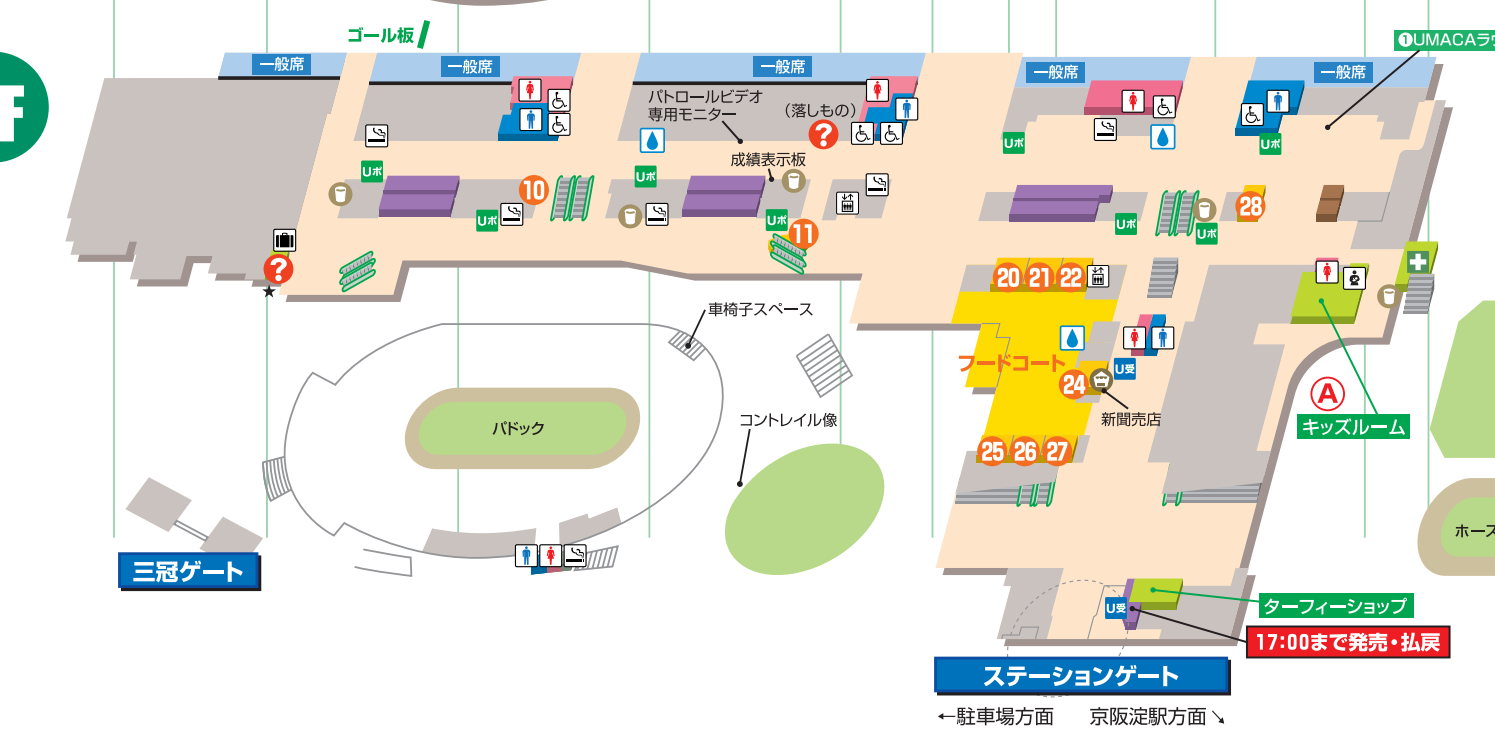 ゴール板
❶UMACAラ
一般席
一般席
一般席
一般席
一般席
F
パトロールビデオ
専用モニター
(落しもの)
?
成績表示板
Uポ
Uポ
Uポ
Uポ
Uポ
Uポ
Uポ
Uポ
10
11
28
?
★
20
21
22
車椅子スペース
フードコート
24
U受
新聞売店
A
キッズルーム
パドック
コントレイル像
25
26
27
ホース
三冠ゲート
U受
ターフィーショップ
17:00まで発売・払戻
ステーションゲート
←駐車場方面
京阪淀駅方面↘